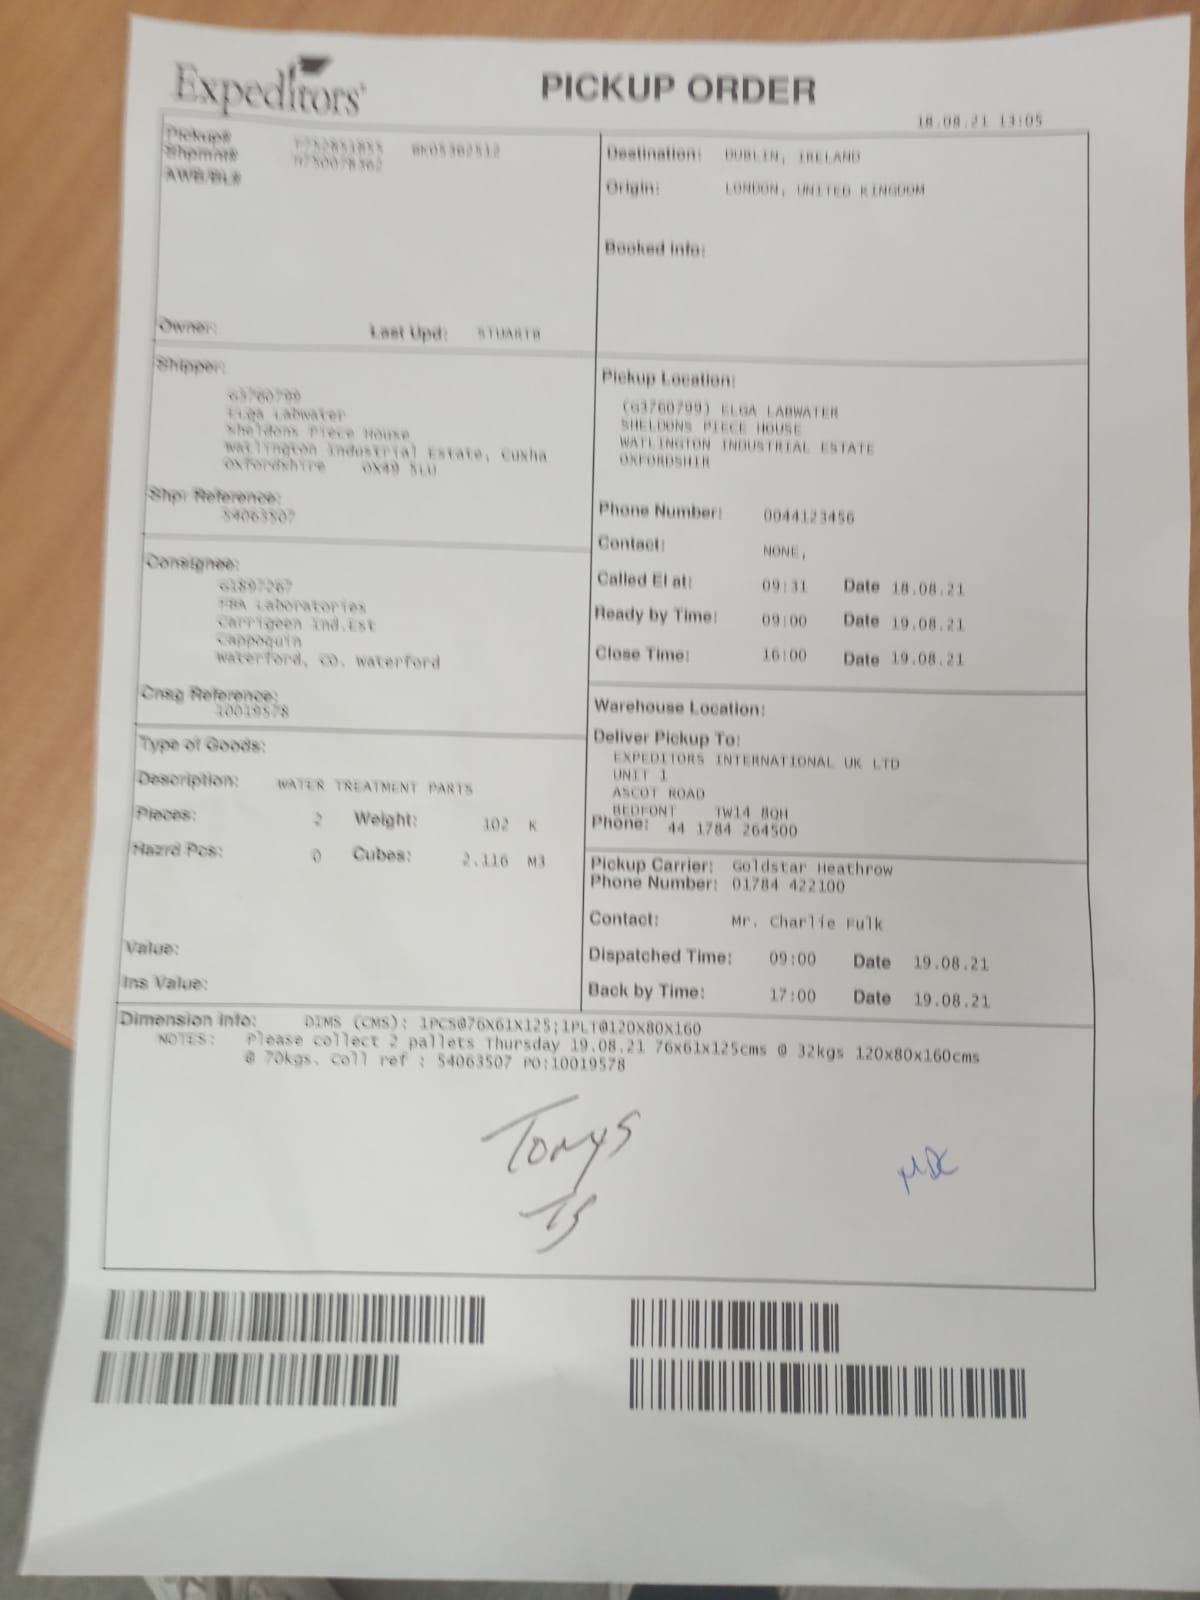 Expeditors
PICKUP ORDER
18.08.21 13:05
Pickup# BK05362512
Shpmnt#
AWB/BL#
Owner: Last Upd: STUARTB
Destination: DUBLIN, IRELAND
Origin: LONDON, UNITED KINGDOM
Booked Info:
Shipper:
G3760799
Elga Labwater
Sheldons Piece House
Watlington Industrial Estate, Cuxha
Oxfordshire OX49 5LU
Shpr Reference:
54063507
Pickup Location:
(G3760799) ELGA LABWATER
SHELDONS PIECE HOUSE
WATLINGTON INDUSTRIAL ESTATE
OXFORDSHIR
Phone Number: 0044123456
Contact: NONE,
Called EI at: 09:31 Date 18.08.21
Ready by Time: 09:00 Date 19.08.21
Close Time: 16:00 Date 19.08.21
Consignee:
G1897267
Laboratories
Carrigeen Ind.Est
Cappoquin
Waterford, CO. Waterford
Cnsg Reference:
10019578
Warehouse Location:
Deliver Pickup To:
EXPEDITORS INTERNATIONAL UK LTD
UNIT 1
ASCOT ROAD
BEDFONT TW14 8QH
Phone: 44 1784 264500
Type of Goods:
Description: WATER TREATMENT PARTS
Pieces: 2 Weight: 102 K
Hazrd Pcs: 0 Cubes: 2.116 M3
Value:
Ins Value:
Pickup Carrier: Goldstar Heathrow
Phone Number: 01784 422100
Contact: Mr. Charlie Fulk
Dispatched Time: 09:00 Date 19.08.21
Back by Time: 17:00 Date 19.08.21
Dimension Info: DIMS (CMS): 1PCS@76X61X125;1PLT@120X80X160
NOTES: Please collect 2 pallets Thursday 19.08.21 76x61x125cms @ 32kgs 120x80x160cms
@ 70kgs. Coll ref : 54063507 PO:10019578
Tony S
TS